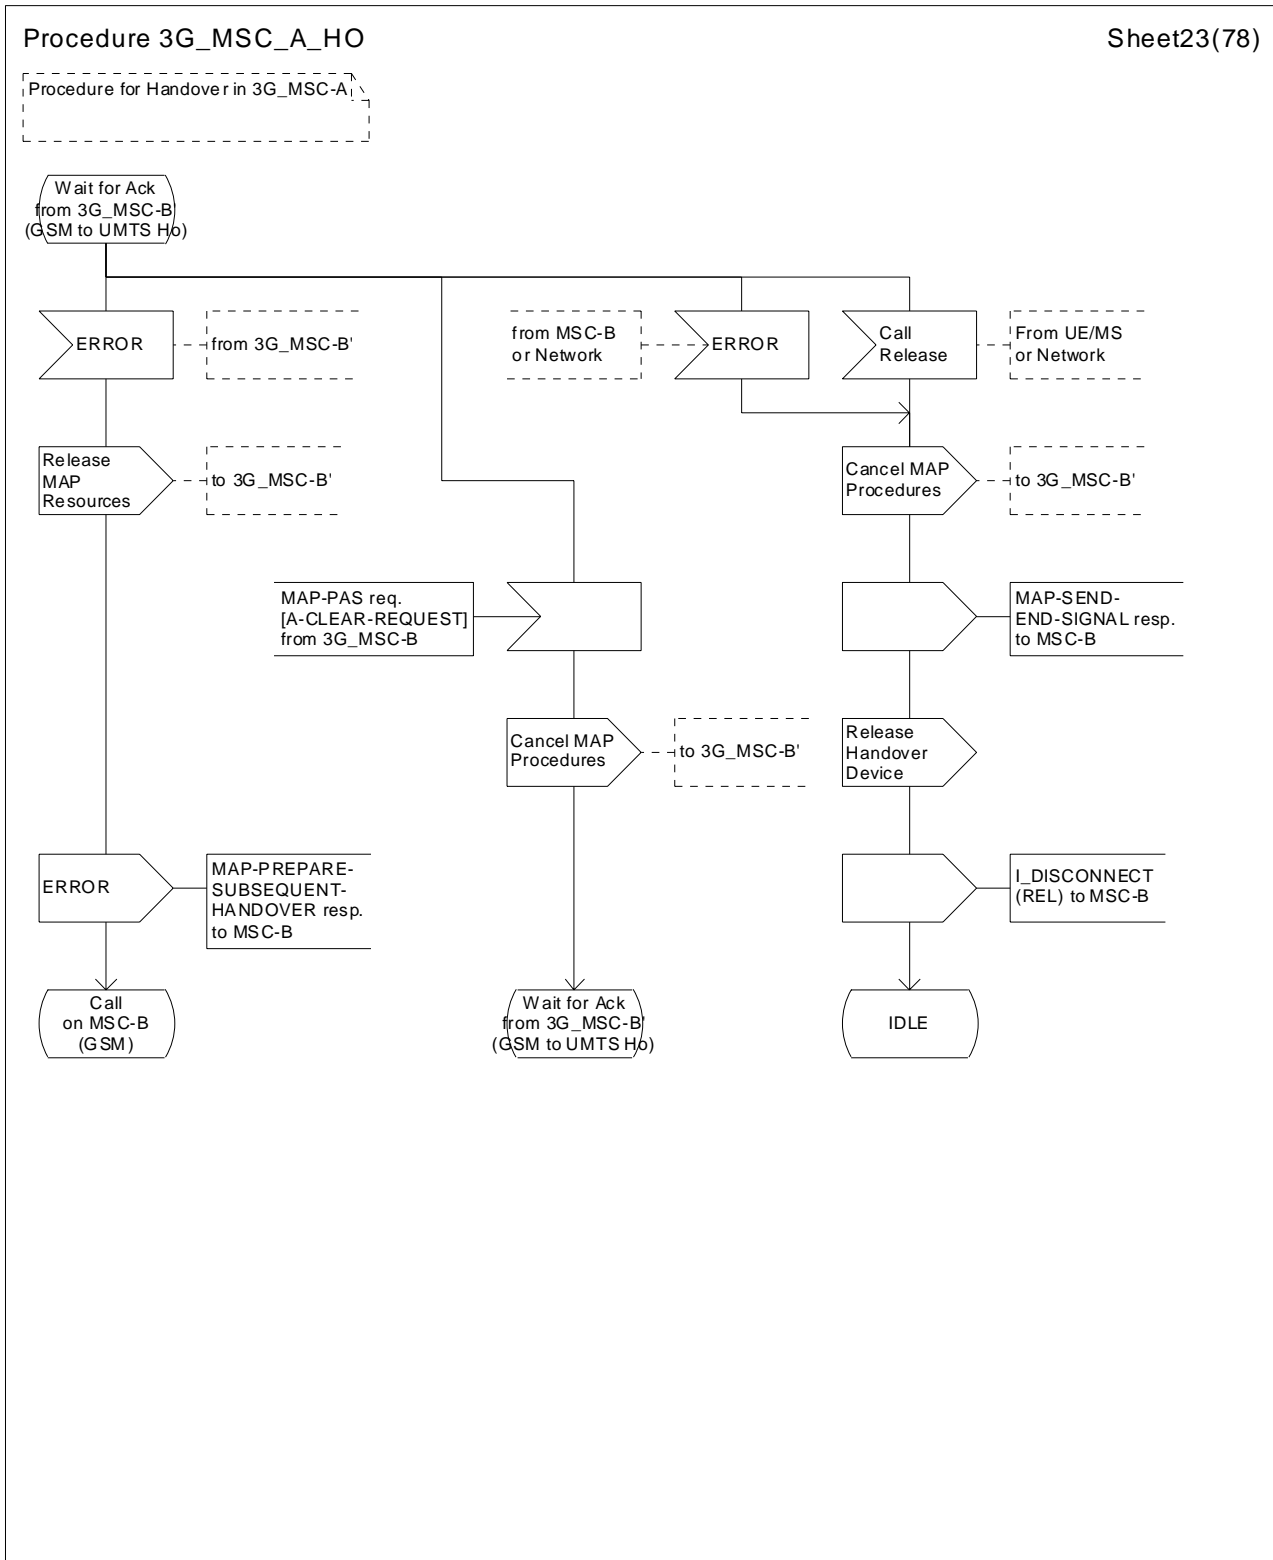 Procedure 3G_MSC_A_HO
Sheet23(78)
Procedure for Handover in 3G_MSC-A
Wait for Ack
from 3G_MSC-B'
(GSM to UMTS Ho)
ERROR
from 3G_MSC-B'
from MSC-B
or Network
ERROR
Call
Release
From UE/MS
or Network
Release
MAP
Resources
to 3G_MSC-B'
Cancel MAP
Procedures
to 3G_MSC-B'
MAP-PAS req.
[A-CLEAR-REQUEST]
from 3G_MSC-B
MAP-SEND-
END-SIGNAL resp.
to MSC-B
Cancel MAP
Procedures
to 3G_MSC-B'
Release
Handover
Device
ERROR
MAP-PREPARE-
SUBSEQUENT-
HANDOVER resp.
to MSC-B
I_DISCONNECT
(REL) to MSC-B
Call
on MSC-B
(GSM)
Wait for Ack
from 3G_MSC-B'
(GSM to UMTS Ho)
IDLE